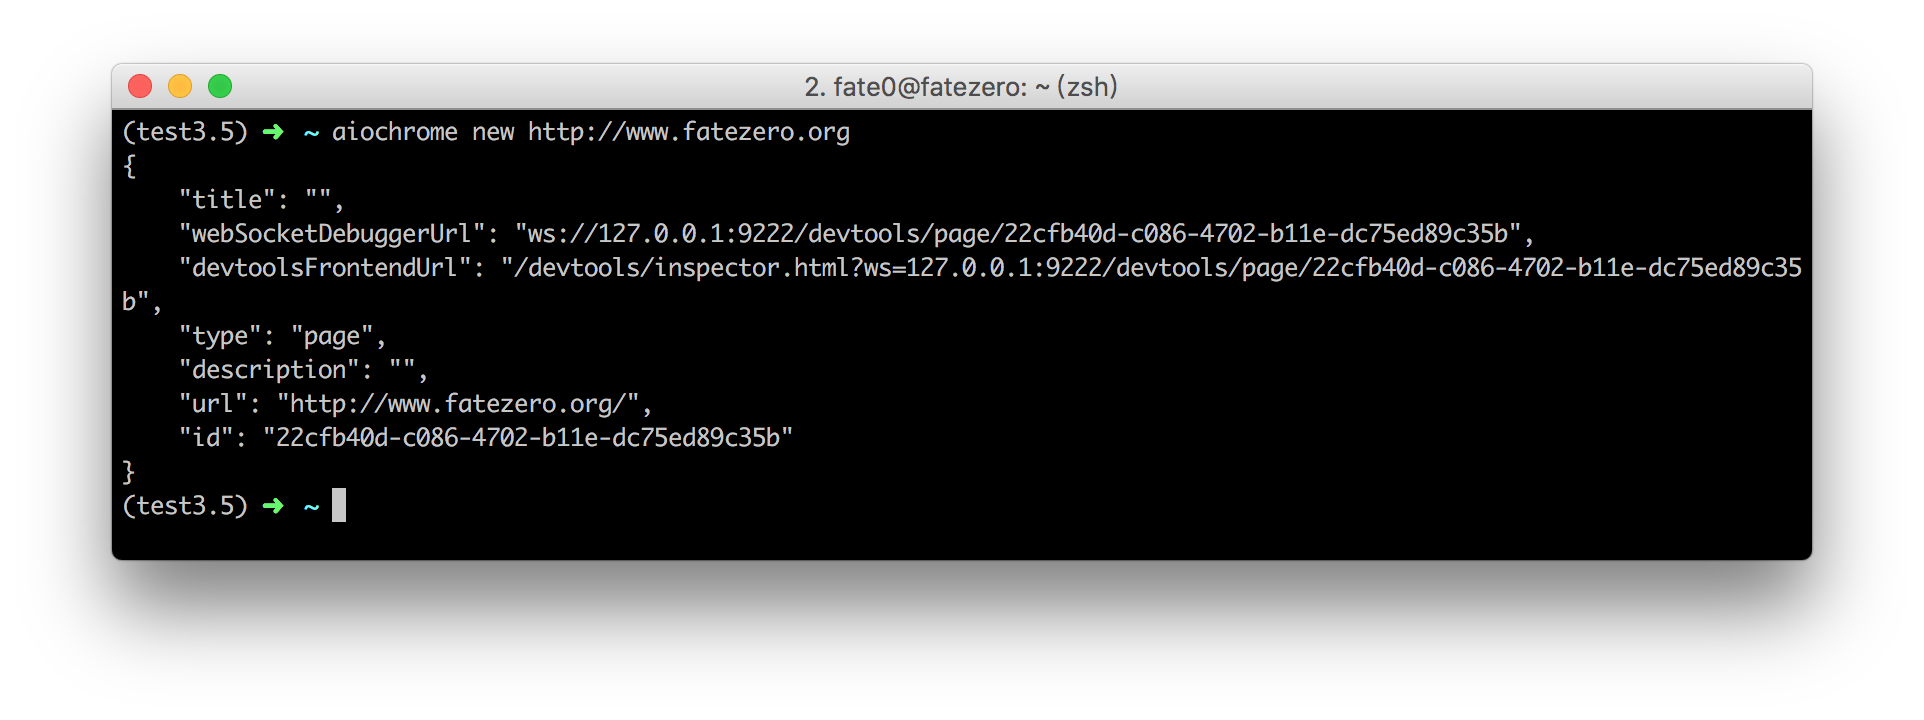 2. fate0@fatezero: ~ (zsh)
(test3.5) ➜  ~ aiochrome new http://www.fatezero.org
{
    "title": "",
    "webSocketDebuggerUrl": "ws://127.0.0.1:9222/devtools/page/22cfb40d-c086-4702-b11e-dc75ed89c35b",
    "devtoolsFrontendUrl": "/devtools/inspector.html?ws=127.0.0.1:9222/devtools/page/22cfb40d-c086-4702-b11e-dc75ed89c35
b",
    "type": "page",
    "description": "",
    "url": "http://www.fatezero.org/",
    "id": "22cfb40d-c086-4702-b11e-dc75ed89c35b"
}
(test3.5) ➜  ~